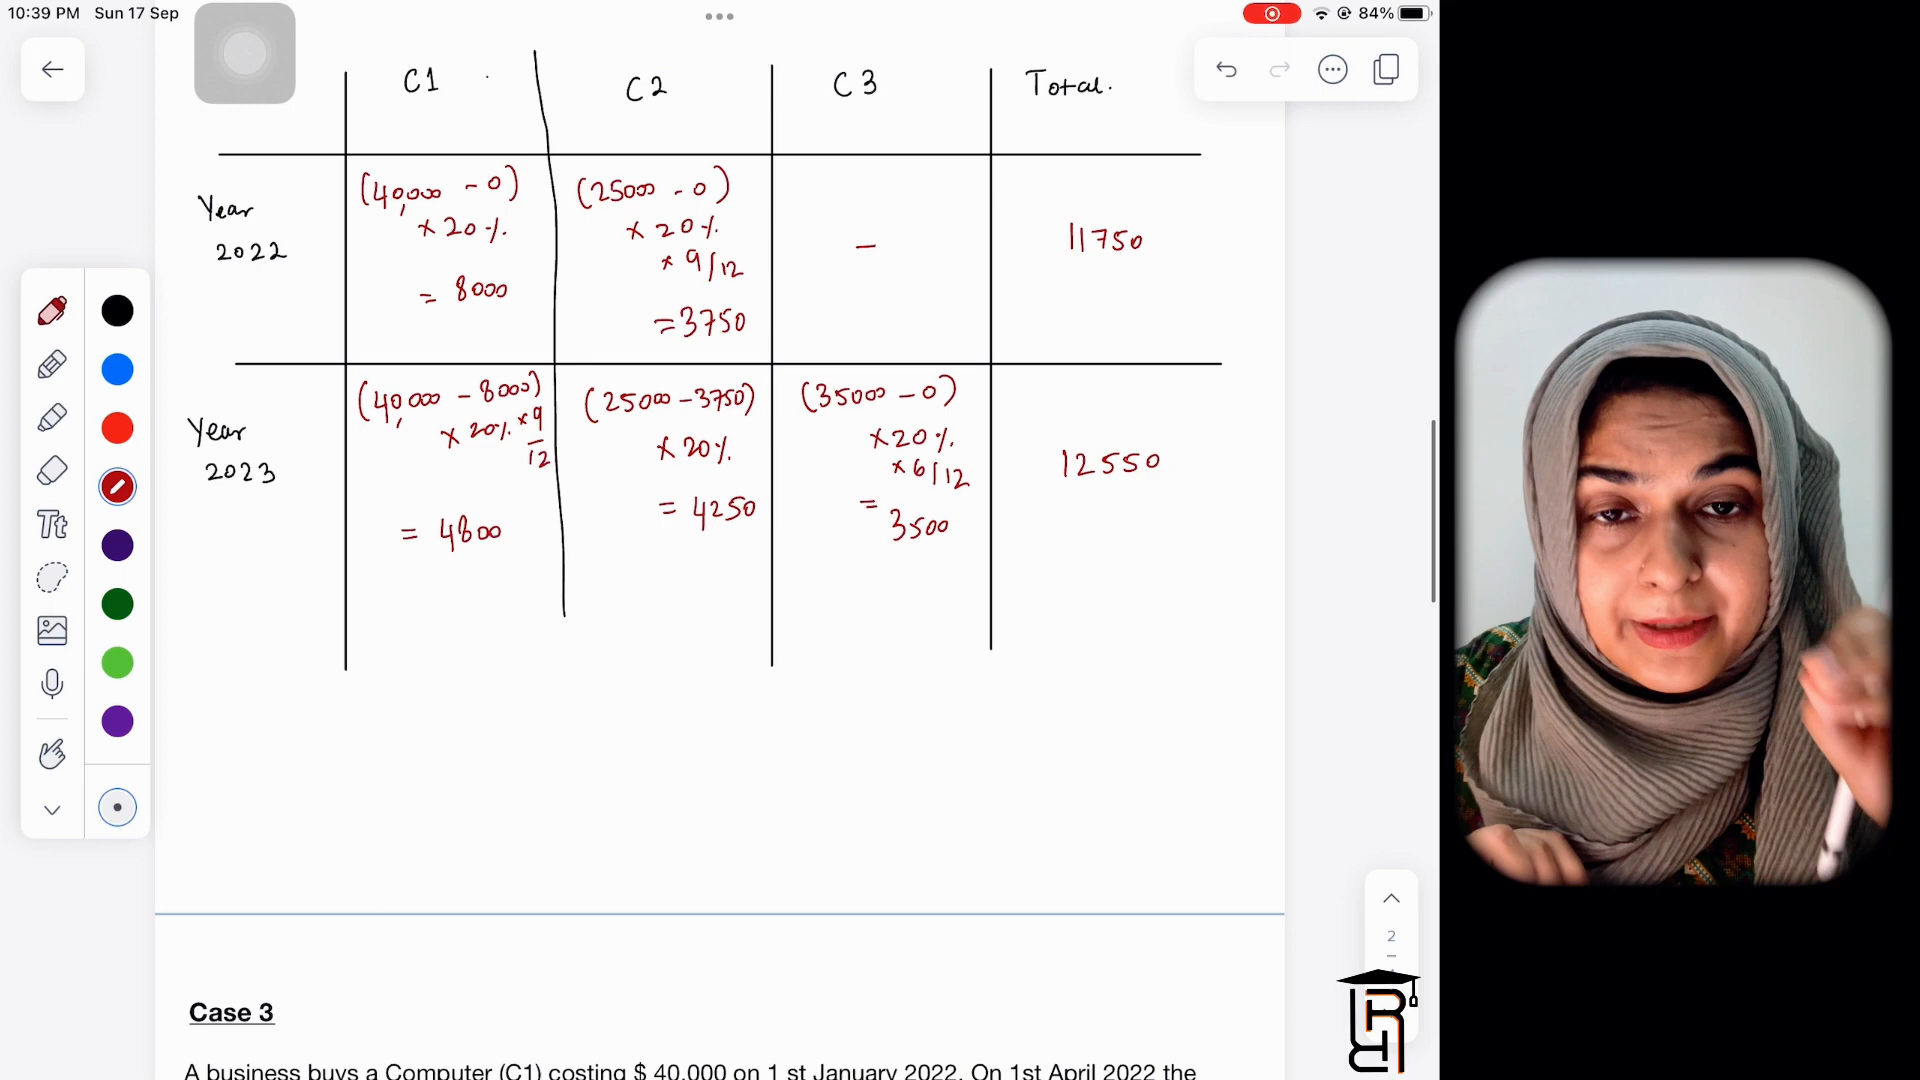 10:39 PM Sun 17 Sep
84%
C1
C2
C3
Total.
Year
2022
(40,000 - 0)
× 20%
= 8000
(25000 - 0)
× 20%
× 9/12
= 3750
-
11750
Year
2023
(40,000 - 8000)
× 20% × 9
12
= 4800
(25000 - 3750)
× 20%
= 4250
(35000 - 0)
× 20%
× 6/12
=
3500
12550
Tt
2
Case 3
A business buys a Computer (C1) costing $ 40,000 on 1 st January 2022. On 1st April 2022 the